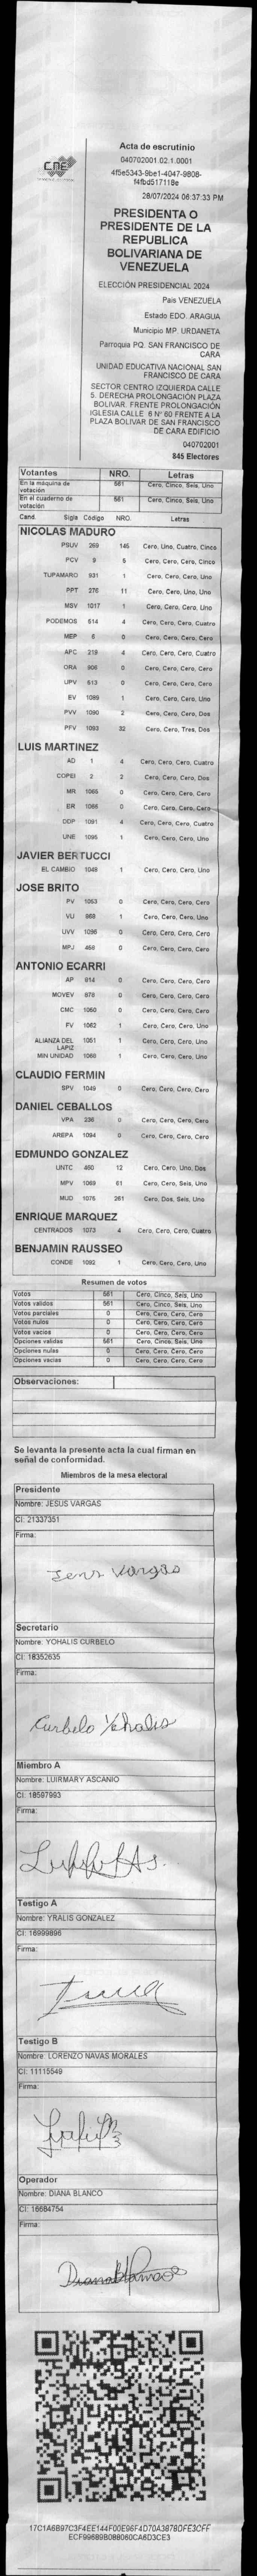 CNE
Acta de escrutinio
040702001.02.1.0001
4f5e5343-9be1-4047-9808-
f4fbd517118e
28/07/2024 06:37:33 PM
PRESIDENTA O
PRESIDENTE DE LA
REPUBLICA
BOLIVARIANA DE
VENEZUELA
ELECCIÓN PRESIDENCIAL 2024
Pais VENEZUELA
Estado EDO. ARAGUA
Municipio MP. URDANETA
Parroquia PQ. SAN FRANCISCO DE
CARA
UNIDAD EDUCATIVA NACIONAL SAN
FRANCISCO DE CARA
SECTOR CENTRO IZQUIERDA CALLE
5. DERECHA PROLONGACIÓN PLAZA
BOLIVAR. FRENTE PROLONGACIÓN
IGLESIA CALLE 6 Nº 60 FRENTE A LA
PLAZA BOLIVAR DE SAN FRANCISCO
DE CARA EDIFICIO
040702001
845 Electores
Votantes NRO. Letras
En la máquina de votación 561 Cero, Cinco, Seis, Uno
En el cuaderno de votación 561 Cero, Cinco, Seis, Uno
Cand. Sigla Código NRO. Letras
NICOLAS MADURO
PSUV 269 145 Cero, Uno, Cuatro, Cinco
PCV 9 5 Cero, Cero, Cero, Cinco
TUPAMARO 931 1 Cero, Cero, Cero, Uno
PPT 276 11 Cero, Cero, Uno, Uno
MSV 1017 1 Cero, Cero, Cero, Uno
PODEMOS 514 4 Cero, Cero, Cero, Cuatro
MEP 6 0 Cero, Cero, Cero, Cero
APC 219 4 Cero, Cero, Cero, Cuatro
ORA 906 0 Cero, Cero, Cero, Cero
UPV 613 0 Cero, Cero, Cero, Cero
EV 1089 1 Cero, Cero, Cero, Uno
PVV 1090 2 Cero, Cero, Cero, Dos
PFV 1093 32 Cero, Cero, Tres, Dos
LUIS MARTINEZ
AD 1 4 Cero, Cero, Cero, Cuatro
COPEI 2 2 Cero, Cero, Cero, Dos
MR 1065 0 Cero, Cero, Cero, Cero
ER 1066 0 Cero, Cero, Cero, Cero
DDP 1091 4 Cero, Cero, Cero, Cuatro
UNE 1095 1 Cero, Cero, Cero, Uno
JAVIER BERTUCCI
EL CAMBIO 1048 1 Cero, Cero, Cero, Uno
JOSE BRITO
PV 1053 0 Cero, Cero, Cero, Cero
VU 969 1 Cero, Cero, Cero, Uno
UVV 1096 0 Cero, Cero, Cero, Cero
MPJ 458 0 Cero, Cero, Cero, Cero
ANTONIO ECARRI
AP 814 0 Cero, Cero, Cero, Cero
MOVEV 978 0 Cero, Cero, Cero, Cero
CMC 1050 0 Cero, Cero, Cero, Cero
FV 1062 1 Cero, Cero, Cero, Uno
ALIANZA DEL LAPIZ 1051 1 Cero, Cero, Cero, Uno
MIN UNIDAD 1068 1 Cero, Cero, Cero, Uno
CLAUDIO FERMIN
SPV 1049 0 Cero, Cero, Cero, Cero
DANIEL CEBALLOS
VPA 236 0 Cero, Cero, Cero, Cero
AREPA 1094 0 Cero, Cero, Cero, Cero
EDMUNDO GONZALEZ
UNTC 460 12 Cero, Cero, Uno, Dos
MPV 1069 61 Cero, Cero, Seis, Uno
MUD 1075 261 Cero, Dos, Seis, Uno
ENRIQUE MARQUEZ
CENTRADOS 1073 4 Cero, Cero, Cero, Cuatro
BENJAMIN RAUSSEO
CONDE 1092 1 Cero, Cero, Cero, Uno
Resumen de votos
Votos 561 Cero, Cinco, Seis, Uno
Votos validos 561 Cero, Cinco, Seis, Uno
Votos parciales 0 Cero, Cero, Cero, Cero
Votos nulos 0 Cero, Cero, Cero, Cero
Votos vacios 0 Cero, Cero, Cero, Cero
Opciones validas 561 Cero, Cinco, Seis, Uno
Opciones nulas 0 Cero, Cero, Cero, Cero
Opciones vacias 0 Cero, Cero, Cero, Cero
Observaciones:
Se levanta la presente acta la cual firman en
señal de conformidad.
Miembros de la mesa electoral
Presidente
Nombre: JESUS VARGAS
CI: 21337351
Firma:
Jesus Vargas
Secretario
Nombre: YOHALIS CURBELO
CI: 18352635
Firma:
Curbelo Yohalis
Miembro A
Nombre: LUIRMARY ASCANIO
CI: 18597993
Firma:
Testigo A
Nombre: YRALIS GONZALEZ
CI: 16999896
Firma:
Testigo B
Nombre: LORENZO NAVAS MORALES
CI: 11115549
Firma:
Operador
Nombre: DIANA BLANCO
CI: 16684754
Firma:
17C1A6B97C3F4EE144F00E96F4D70A3878DFE3CFF
ECF99689B088060CA6D3CE3